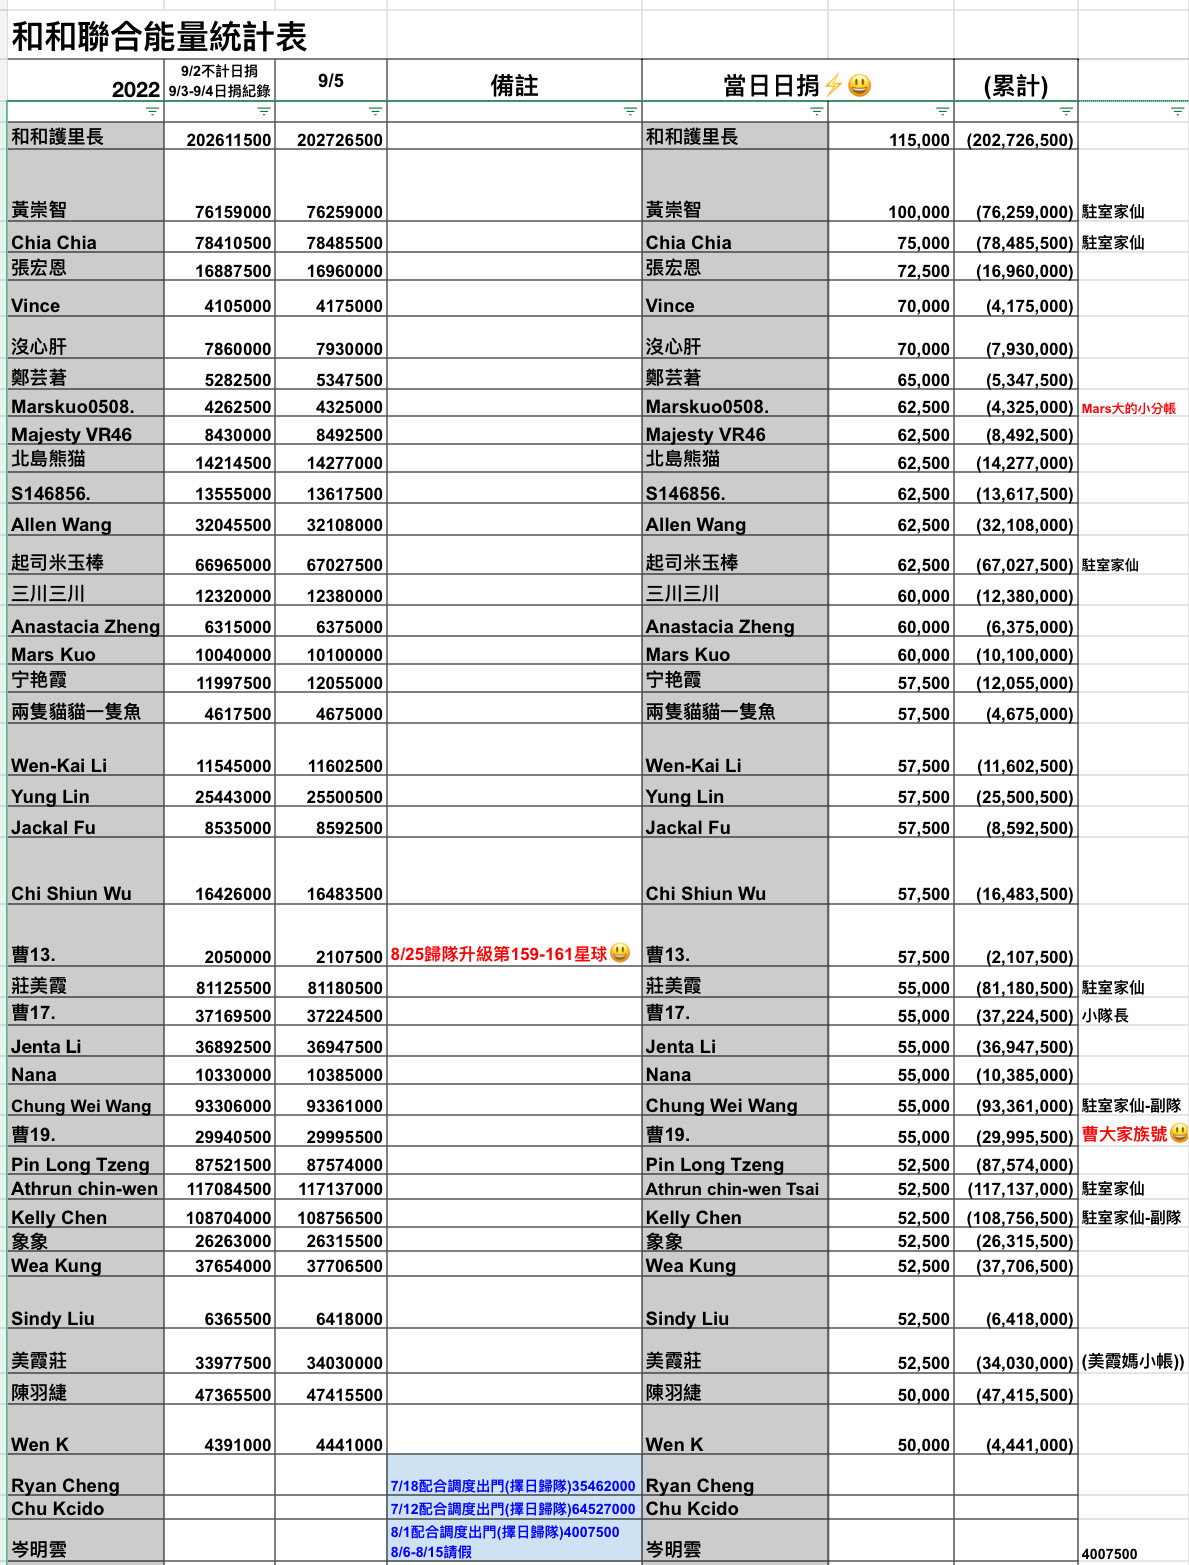 和和聯合能量統計表
2022 9/2不計日捐 9/3-9/4日捐紀錄 9/5 備註 當日日捐⚡😃 (累計)
和和護里長 202611500 202726500 和和護里長 115,000 (202,726,500)
黃崇智 76159000 76259000 黃崇智 100,000 (76,259,000) 駐室家仙
Chia Chia 78410500 78485500 Chia Chia 75,000 (78,485,500) 駐室家仙
張宏恩 16887500 16960000 張宏恩 72,500 (16,960,000)
Vince 4105000 4175000 Vince 70,000 (4,175,000)
沒心肝 7860000 7930000 沒心肝 70,000 (7,930,000)
鄭芸莙 5282500 5347500 鄭芸莙 65,000 (5,347,500)
Marskuo0508. 4262500 4325000 Marskuo0508. 62,500 (4,325,000) Mars大的小分帳
Majesty VR46 8430000 8492500 Majesty VR46 62,500 (8,492,500)
北島熊猫 14214500 14277000 北島熊猫 62,500 (14,277,000)
S146856. 13555000 13617500 S146856. 62,500 (13,617,500)
Allen Wang 32045500 32108000 Allen Wang 62,500 (32,108,000)
起司米玉棒 66965000 67027500 起司米玉棒 62,500 (67,027,500) 駐室家仙
三川三川 12320000 12380000 三川三川 60,000 (12,380,000)
Anastacia Zheng 6315000 6375000 Anastacia Zheng 60,000 (6,375,000)
Mars Kuo 10040000 10100000 Mars Kuo 60,000 (10,100,000)
宁艳霞 11997500 12055000 宁艳霞 57,500 (12,055,000)
兩隻貓貓一隻魚 4617500 4675000 兩隻貓貓一隻魚 57,500 (4,675,000)
Wen-Kai Li 11545000 11602500 Wen-Kai Li 57,500 (11,602,500)
Yung Lin 25443000 25500500 Yung Lin 57,500 (25,500,500)
Jackal Fu 8535000 8592500 Jackal Fu 57,500 (8,592,500)
Chi Shiun Wu 16426000 16483500 Chi Shiun Wu 57,500 (16,483,500)
曹13. 2050000 2107500 8/25歸隊升級第159-161星球😃 曹13. 57,500 (2,107,500)
莊美霞 81125500 81180500 莊美霞 55,000 (81,180,500) 駐室家仙
曹17. 37169500 37224500 曹17. 55,000 (37,224,500) 小隊長
Jenta Li 36892500 36947500 Jenta Li 55,000 (36,947,500)
Nana 10330000 10385000 Nana 55,000 (10,385,000)
Chung Wei Wang 93306000 93361000 Chung Wei Wang 55,000 (93,361,000) 駐室家仙-副隊
曹19. 29940500 29995500 曹19. 55,000 (29,995,500) 曹大家族號😃
Pin Long Tzeng 87521500 87574000 Pin Long Tzeng 52,500 (87,574,000)
Athrun chin-wen 117084500 117137000 Athrun chin-wen Tsai 52,500 (117,137,000) 駐室家仙
Kelly Chen 108704000 108756500 Kelly Chen 52,500 (108,756,500) 駐室家仙-副隊
象象 26263000 26315500 象象 52,500 (26,315,500)
Wea Kung 37654000 37706500 Wea Kung 52,500 (37,706,500)
Sindy Liu 6365500 6418000 Sindy Liu 52,500 (6,418,000)
美霞莊 33977500 34030000 美霞莊 52,500 (34,030,000) (美霞媽小帳))
陳羽緁 47365500 47415500 陳羽緁 50,000 (47,415,500)
Wen K 4391000 4441000 Wen K 50,000 (4,441,000)
Ryan Cheng 7/18配合調度出門(擇日歸隊)35462000 Ryan Cheng
Chu Kcido 7/12配合調度出門(擇日歸隊)64527000 Chu Kcido
8/1配合調度出門(擇日歸隊)4007500
岑明雲 8/6-8/15請假 岑明雲 4007500